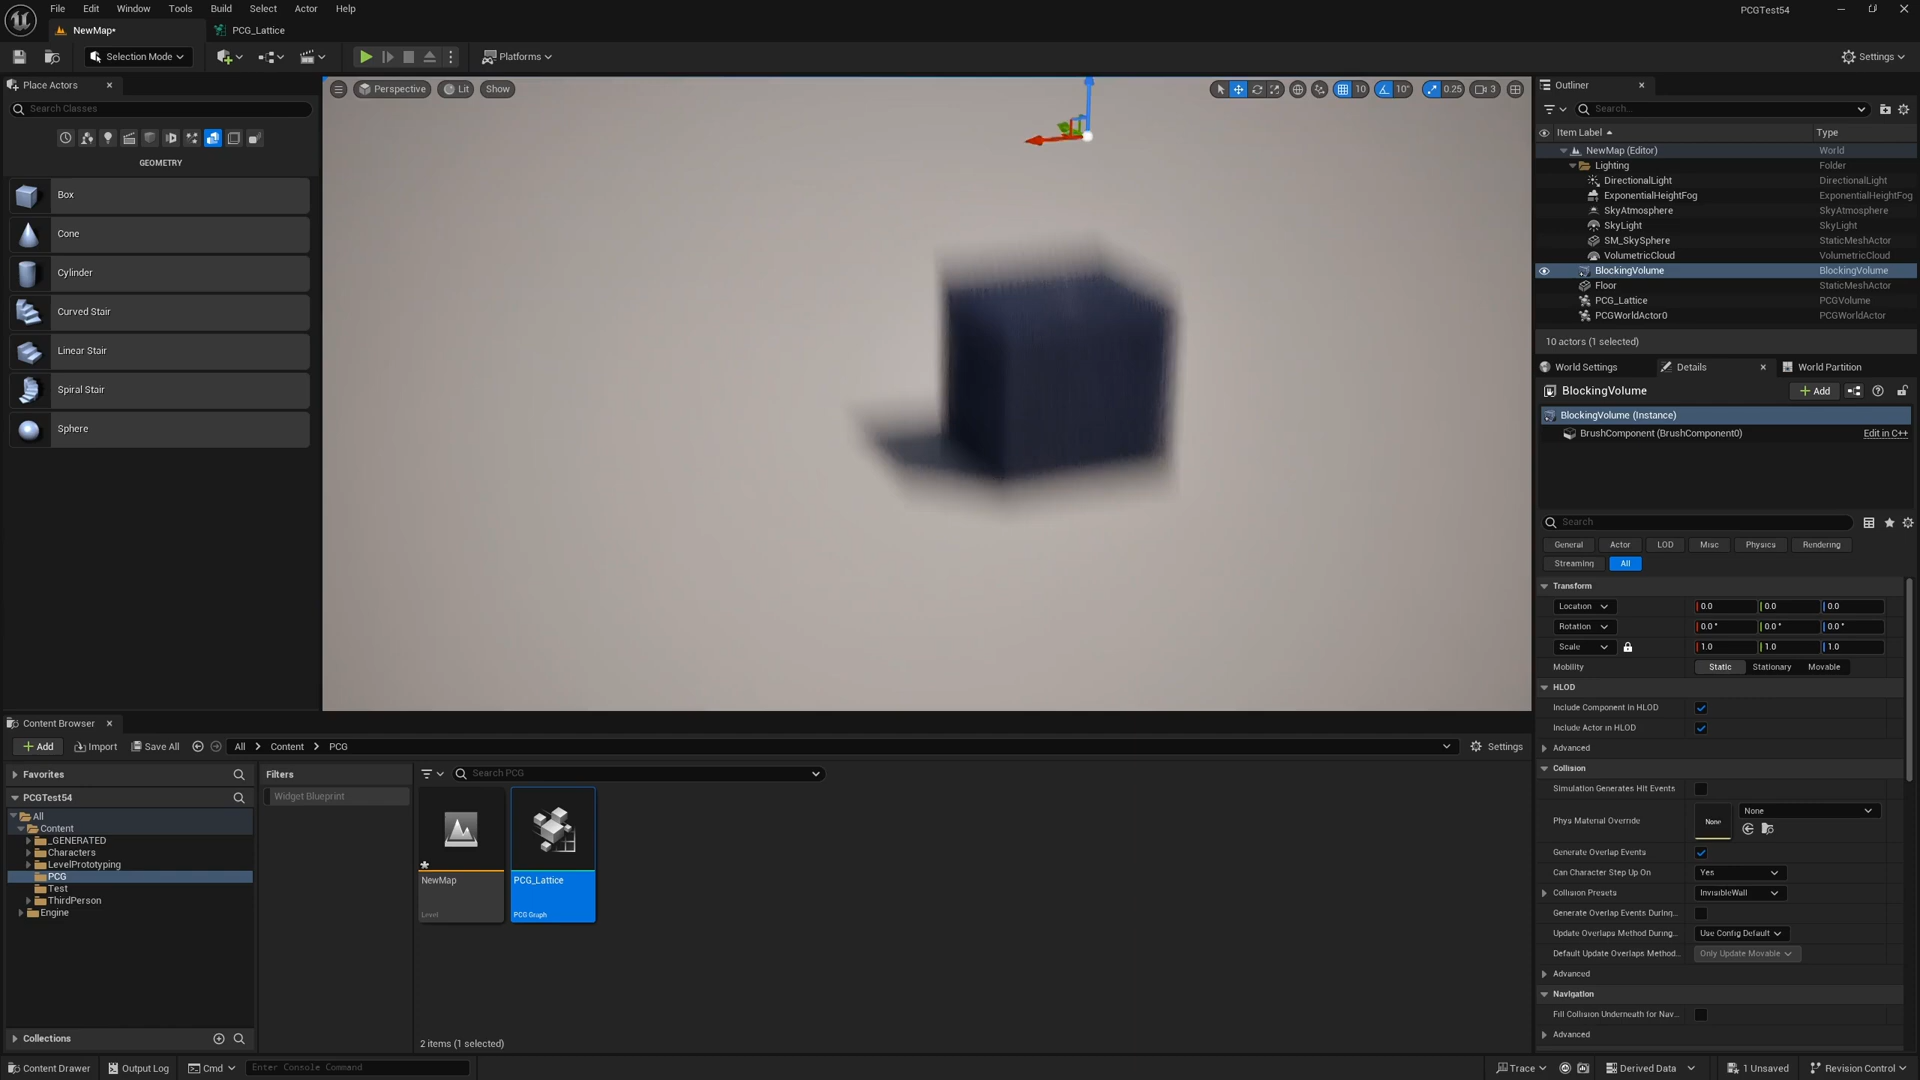 File Edit Window Tools Build Select Actor Help
PCGTest54
NewMap•
PCG_Lattice
Selection Mode
Platforms
Settings
Place Actors
Search Classes
GEOMETRY
Box
Cone
Cylinder
Curved Stair
Linear Stair
Spiral Stair
Sphere
Perspective Lit Show
10 10° 0.25 3
Outliner
Search...
Item Label Type
NewMap (Editor) World
Lighting Folder
DirectionalLight DirectionalLight
ExponentialHeightFog ExponentialHeightFog
SkyAtmosphere SkyAtmosphere
SkyLight SkyLight
SM_SkySphere StaticMeshActor
VolumetricCloud VolumetricCloud
BlockingVolume BlockingVolume
Floor StaticMeshActor
PCG_Lattice PCGVolume
PCGWorldActor0 PCGWorldActor
10 actors (1 selected)
World Settings Details World Partition
BlockingVolume Add
BlockingVolume (Instance)
BrushComponent (BrushComponent0) Edit in C++
Search
General Actor LOD Misc Physics Rendering
Streaming All
Transform
Location 0.0 0.0 0.0
Rotation 0.0 ° 0.0 ° 0.0 °
Scale 1.0 1.0 1.0
Mobility Static Stationary Movable
HLOD
Include Component in HLOD
Include Actor in HLOD
Advanced
Collision
Simulation Generates Hit Events
Phys Material Override None None
Generate Overlap Events
Can Character Step Up On Yes
Collision Presets InvisibleWall
Generate Overlap Events During...
Update Overlaps Method During... Use Config Default
Default Update Overlaps Method... Only Update Movable
Advanced
Navigation
Fill Collision Underneath for Nav...
Advanced
Content Browser
Add Import Save All All Content PCG Settings
Favorites
PCGTest54
All
Content
_GENERATED
Characters
LevelPrototyping
PCG
Test
ThirdPerson
Engine
Collections
Filters
Widget Blueprint
Search PCG
NewMap
Level
PCG_Lattice
PCG Graph
2 items (1 selected)
Content Drawer Output Log Cmd Enter Console Command Trace Derived Data 1 Unsaved Revision Control